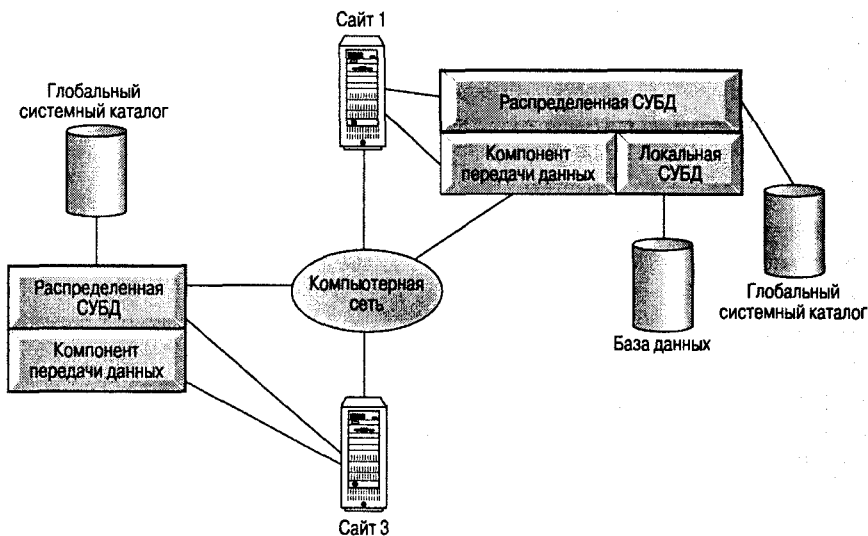 Сайт 1
Глобальный
системный каталог
Распределенная СУБД
Компонент
передачи данных
Локальная
СУБД
Распределенная
СУБД
Компонент
передачи данных
Компьютерная
сеть
База данных
Глобальный
системный каталог
Сайт 3